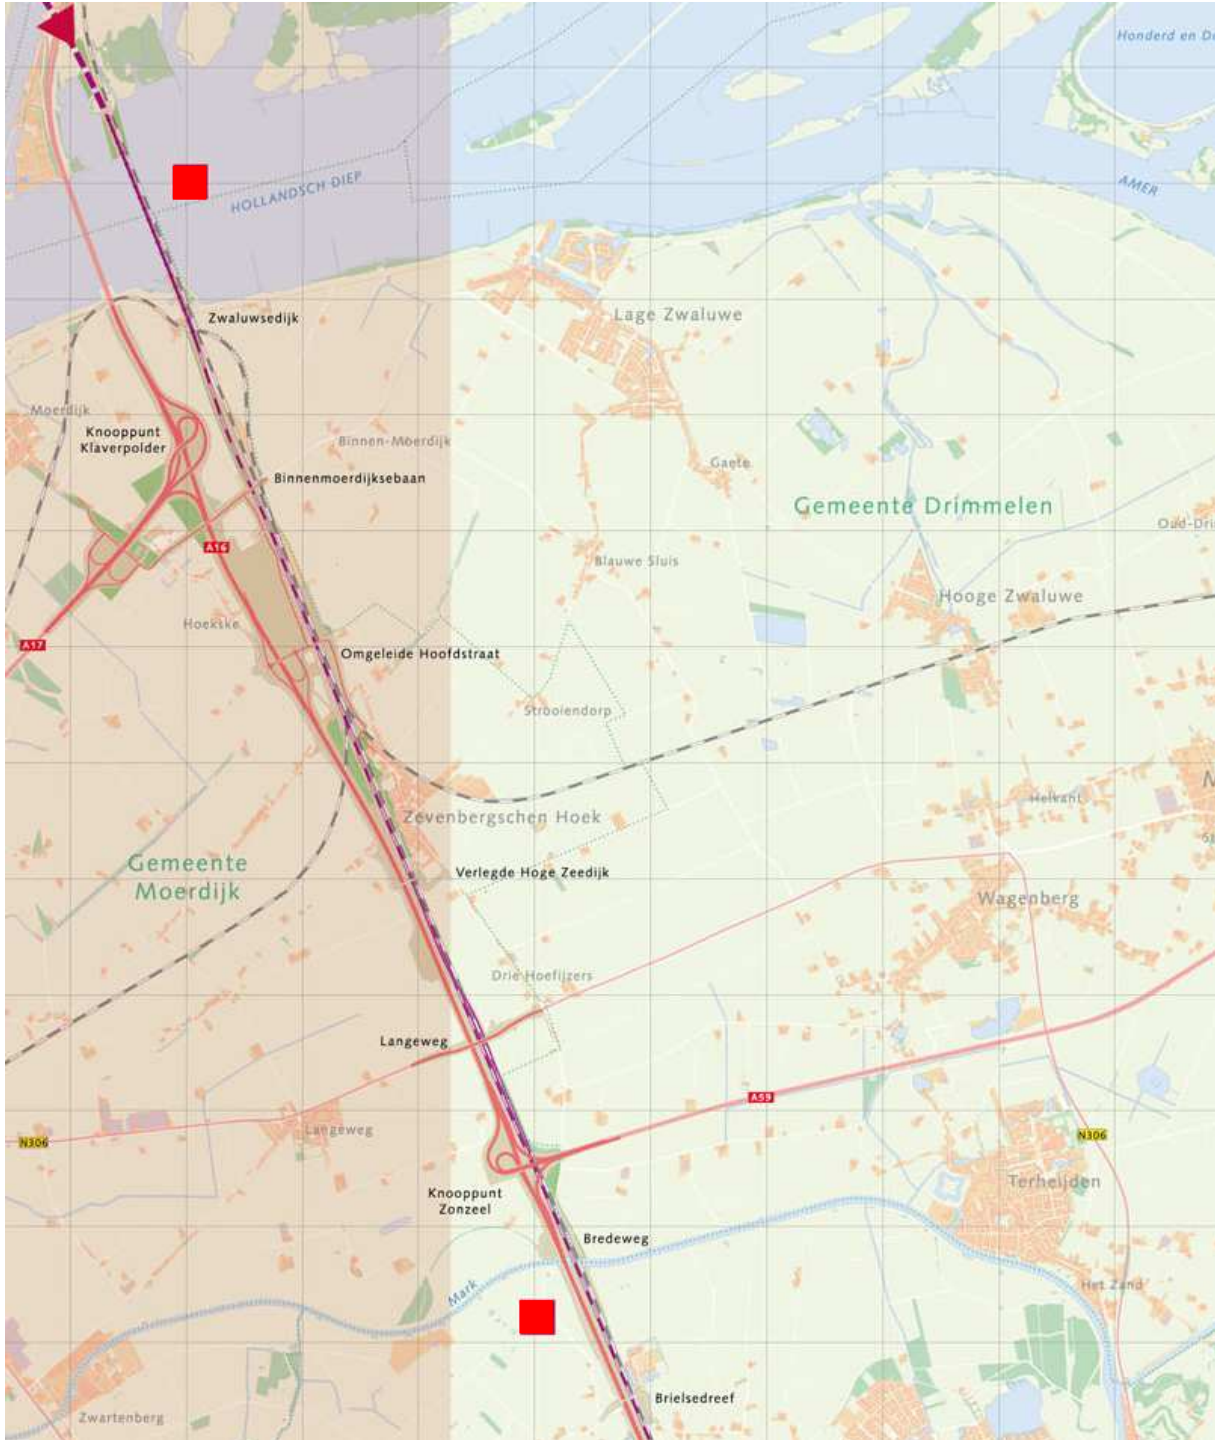 Honderd en D
HOLLANDSCH DIEP
AMER
Zwaluwsedijk
Lage Zwaluwe
Moerdijk
Knooppunt
Klaverpolder
Binnen-Moerdijk
Gaete
Binnenmoerdijksebaan
Gemeente Drimmelen
Oud-Dri
A16
Blauwe Sluis
Hooge Zwaluwe
Hoekske
A17
Omgeleide Hoofdstraat
Strooiendorp
M
Helkant
Zevenbergschen Hoek
Gemeente
Moerdijk
Verlegde Hoge Zeedijk
Wagenberg
Drie Hoefijzers
Langeweg
A59
Langeweg
N306
N306
Terheijden
Knooppunt
Zonzeel
Bredeweg
Mark
Het Zand
Brielsedreef
Zwartenberg